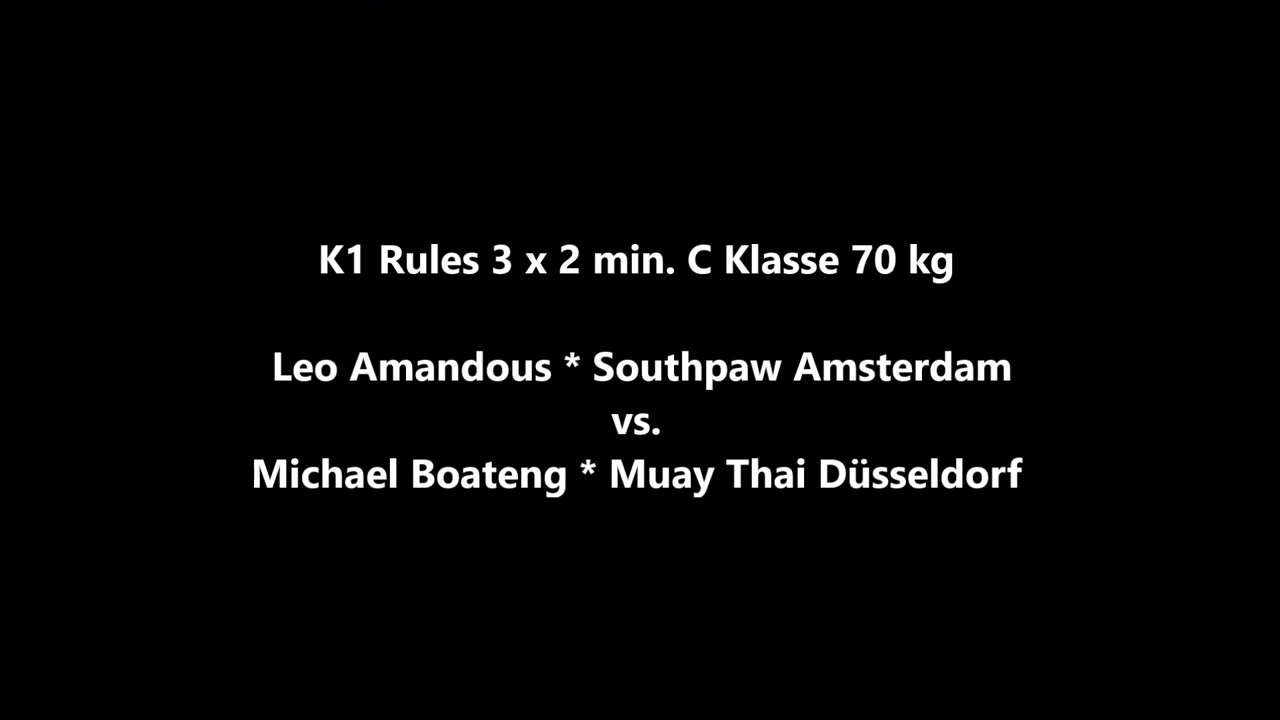 K1 Rules 3 x 2 min. C Klasse 70 kg
Leo Amandous * Southpaw Amsterdam
vs.
Michael Boateng * Muay Thai Düsseldorf